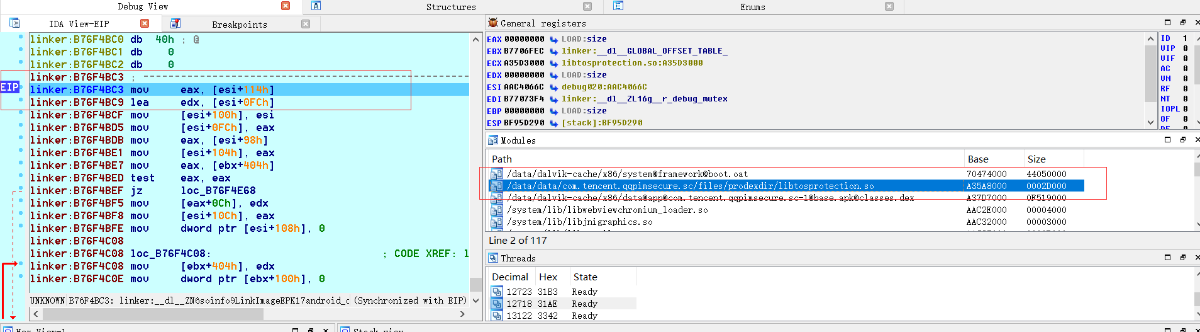 Debug View
Structures
Enums
IDA View-EIP
Breakpoints
linker:B76F4BC0 db 40h ; @
linker:B76F4BC1 db 0
linker:B76F4BC2 db 0
linker:B76F4BC3 ; ---------------------------------------------------------------------------
EIP
linker:B76F4BC3 mov eax, [esi+114h]
linker:B76F4BC9 lea edx, [esi+0FCh]
linker:B76F4BCF mov [esi+100h], esi
linker:B76F4BD5 mov [esi+0FCh], eax
linker:B76F4BDB mov eax, [esi+98h]
linker:B76F4BE1 mov [esi+104h], eax
linker:B76F4BE7 mov eax, [ebx+404h]
linker:B76F4BED test eax, eax
linker:B76F4BEF jz loc_B76F4E68
linker:B76F4BF5 mov [eax+0Ch], edx
linker:B76F4BF8 mov [esi+10Ch], eax
linker:B76F4BFE mov dword ptr [esi+108h], 0
linker:B76F4C08
linker:B76F4C08 loc_B76F4C08: ; CODE XREF: l
linker:B76F4C08 mov [ebx+404h], edx
linker:B76F4C0E mov dword ptr [ebx+100h], 0
UNKNOWN B76F4BC3: linker:__dl__ZN6soinfo9LinkImageEPK17android_d (Synchronized with EIP)
General registers
EAX 00000000 LOAD:size
EBX B7706FEC linker:__dl__GLOBAL_OFFSET_TABLE_
ECX A35D3000 libtosprotection.so:A35D3000
EDX 00000000 LOAD:size
ESI AAC4066C debug020:AAC4066C
EDI B77073F4 linker:__dl__ZL16g__r_debug_mutex
EBP 00000000 LOAD:size
ESP BF95D290 [stack]:BF95D290
ID 1
VIP 0
VIF 0
AC 0
VM 0
RF 0
NT 0
IOPL 0
OF 0
Modules
Path Base Size
/data/dalvik-cache/x86/system@framework@boot.oat 70474000 44050000
/data/data/com.tencent.qqpimsecure.sc/files/prodexdir/libtosprotection.so A35A8000 0002D000
/data/dalvik-cache/x86/data@app@com.tencent.qqpimsecure.sc-1@base.apk@classes.dex A37D7000 0F519000
/system/lib/libwebviewchromium_loader.so AAC2E000 00004000
/system/lib/libjnigraphics.so AAC32000 00003000
Line 2 of 117
Threads
Decimal Hex State
12723 31B3 Ready
12718 31AE Ready
13122 3342 Ready